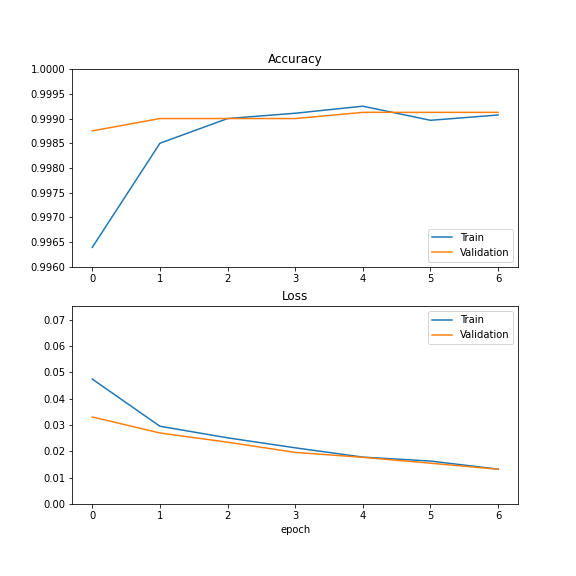 Accuracy
1.0000
0.9995
0.9990
0.9985
0.9980
0.9975
0.9970
0.9965
0.9960
Train
Validation
0 1 2 3 4 5 6
Loss
0.07
0.06
0.05
0.04
0.03
0.02
0.01
0.00
Train
Validation
0 1 2 3 4 5 6
epoch